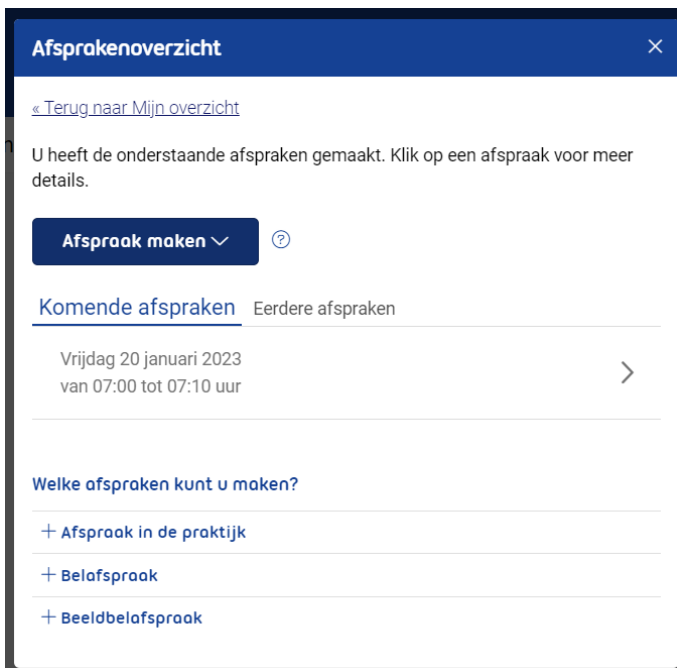 Afsprakenoverzicht
« Terug naar Mijn overzicht
U heeft de onderstaande afspraken gemaakt. Klik op een afspraak voor meer
details.
Afspraak maken
Komende afspraken Eerdere afspraken
Vrijdag 20 januari 2023
van 07:00 tot 07:10 uur
Welke afspraken kunt u maken?
+ Afspraak in de praktijk
+ Belafspraak
+ Beeldbelafspraak